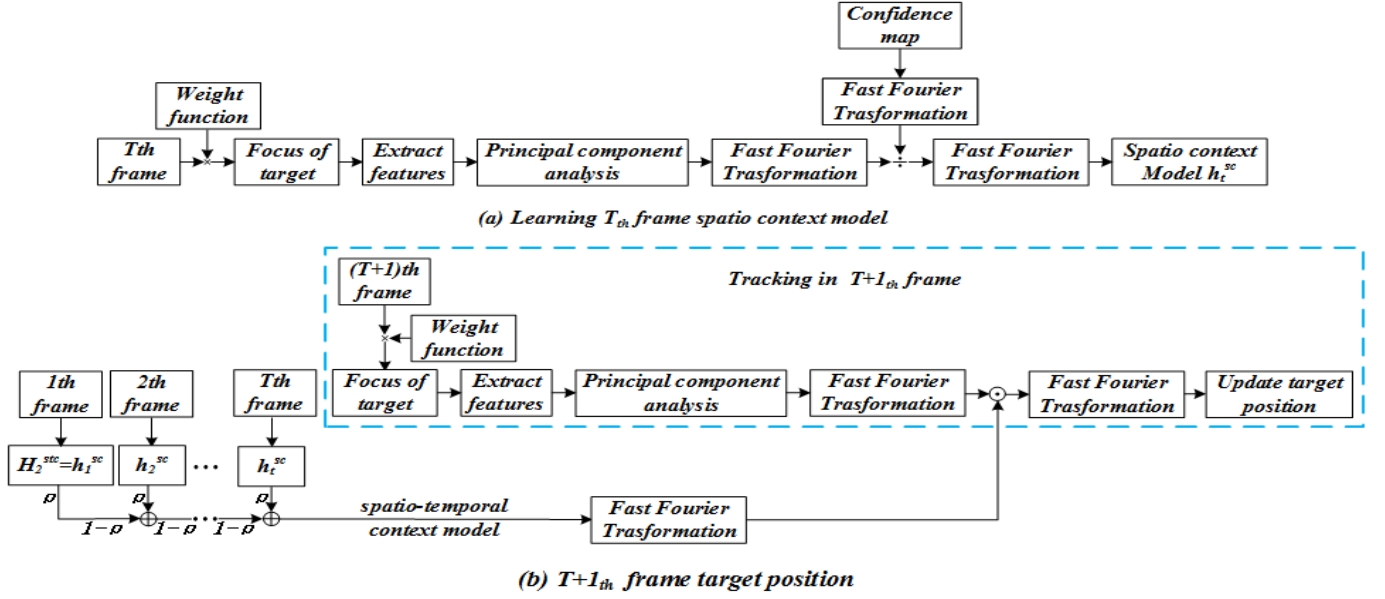 Confidence
map
Weight
function
Fast Fourier
Trasformation
Tth
frame
×
Focus of
target
Extract
features
Principal component
analysis
Fast Fourier
Trasformation
÷
Fast Fourier
Trasformation
Spatio context
Model h_t^sc
(a) Learning T_th frame spatio context model
(T+1)th
frame
Tracking in T+1_th frame
×
Weight
function
1th
frame
2th
frame
Tth
frame
Focus of
target
Extract
features
Principal component
analysis
Fast Fourier
Trasformation
Fast Fourier
Trasformation
Update target
position
H_2^stc=h_1^sc
h_2^sc
...
h_t^sc
ρ
ρ
ρ
1-ρ
1-ρ
...
1-ρ
spatio-temporal
context model
Fast Fourier
Trasformation
(b) T+1_th frame target position